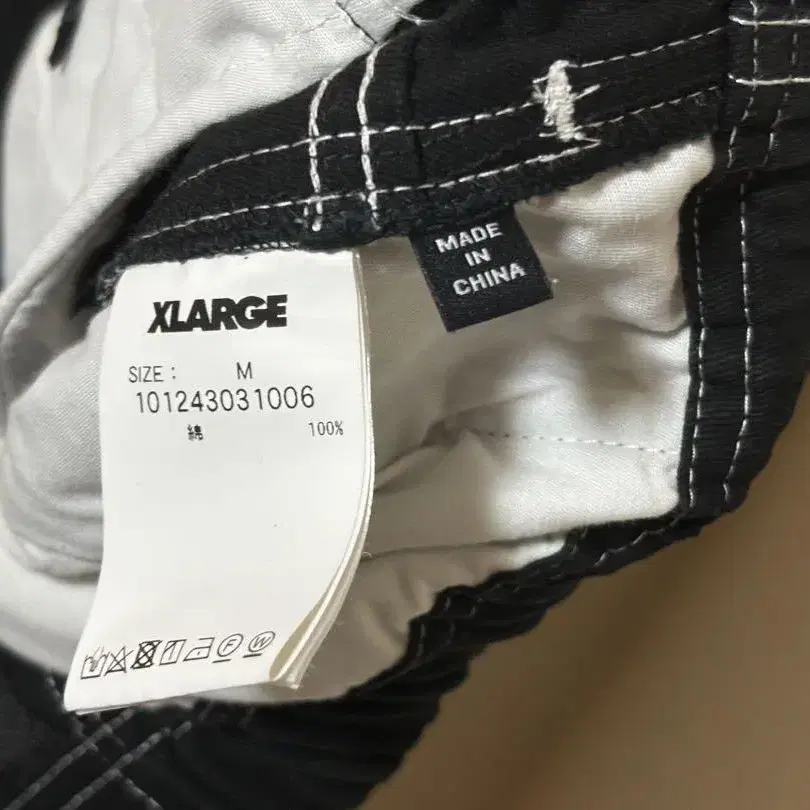 XLARGE
SIZE : M
101243031006
綿 100%
MADE
IN
CHINA